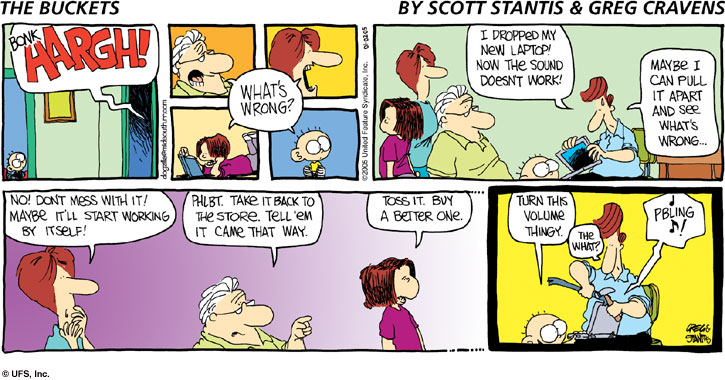 THE BUCKETS
BY SCOTT STANTIS & GREG CRAVENS
BONK
HARGH!
WHAT'S
WRONG?
©2005 United Feature Syndicate, Inc.
I DROPPED MY
NEW LAPTOP!
NOW THE SOUND
DOESN'T WORK!
MAYBE I
CAN PULL
IT APART
AND SEE
WHAT'S
WRONG...
NO! DONT MESS WITH IT!
MAYBE IT'LL START WORKING
BY ITSELF!
PHLBT. TAKE IT BACK TO
THE STORE. TELL 'EM
IT CAME THAT WAY.
TOSS IT. BUY
A BETTER ONE.
TURN THIS
VOLUME
THINGY.
THE
WHAT?
PBLING
!
GREGG
STANTIS
© UFS, Inc.